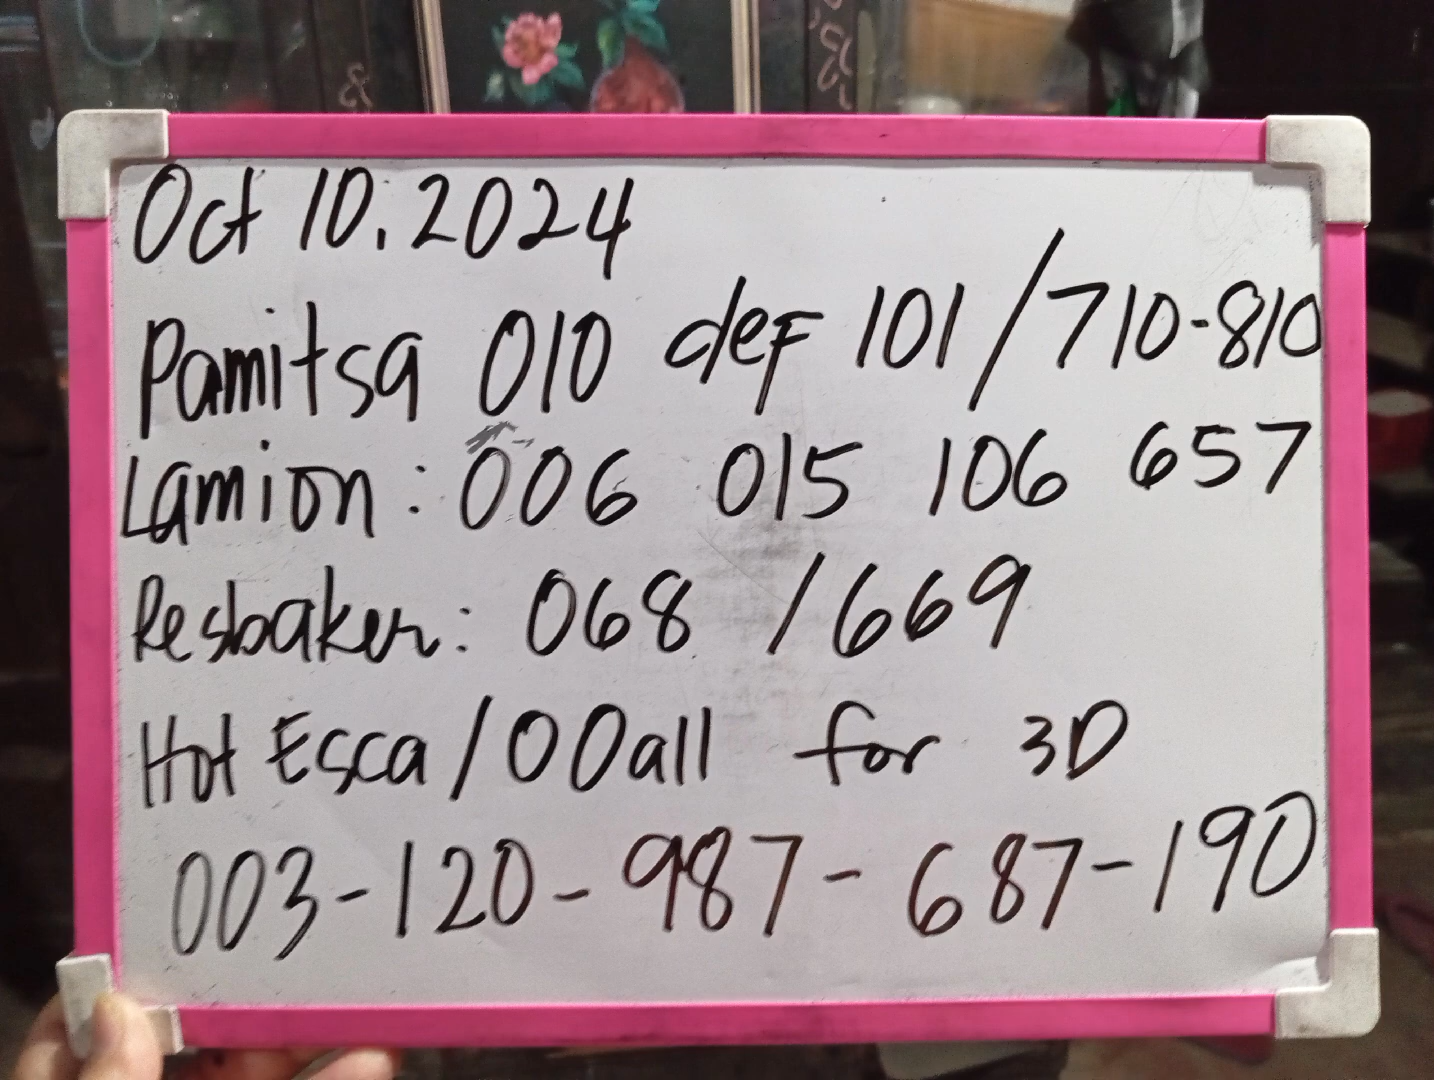 Oct 10.2024
Pamitsa 010 def 101/710-810
Lamion: 006 015 106 657
Resbaker: 068 /669
Hot Esca/00all for 3D
003-120-987-687-190